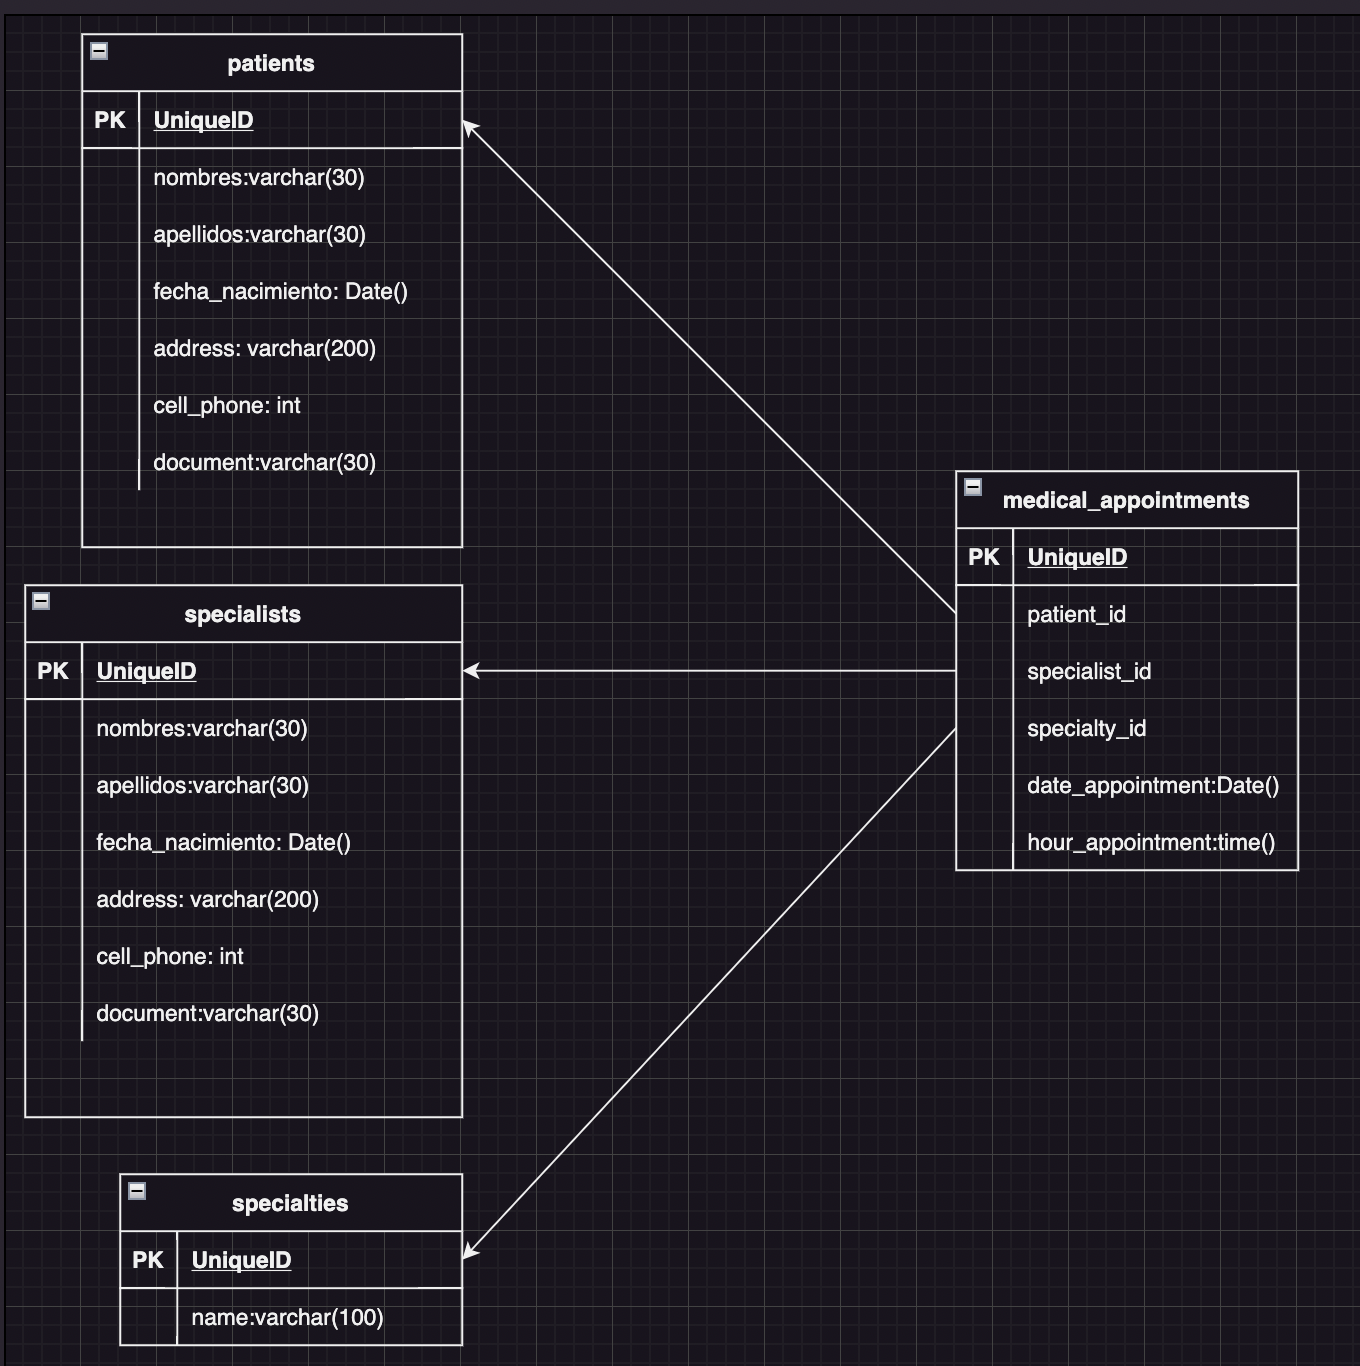 patients
PK UniqueID
nombres:varchar(30)
apellidos:varchar(30)
fecha_nacimiento: Date()
address: varchar(200)
cell_phone: int
document:varchar(30)
specialists
PK UniqueID
nombres:varchar(30)
apellidos:varchar(30)
fecha_nacimiento: Date()
address: varchar(200)
cell_phone: int
document:varchar(30)
specialties
PK UniqueID
name:varchar(100)
medical_appointments
PK UniqueID
patient_id
specialist_id
specialty_id
date_appointment:Date()
hour_appointment:time()